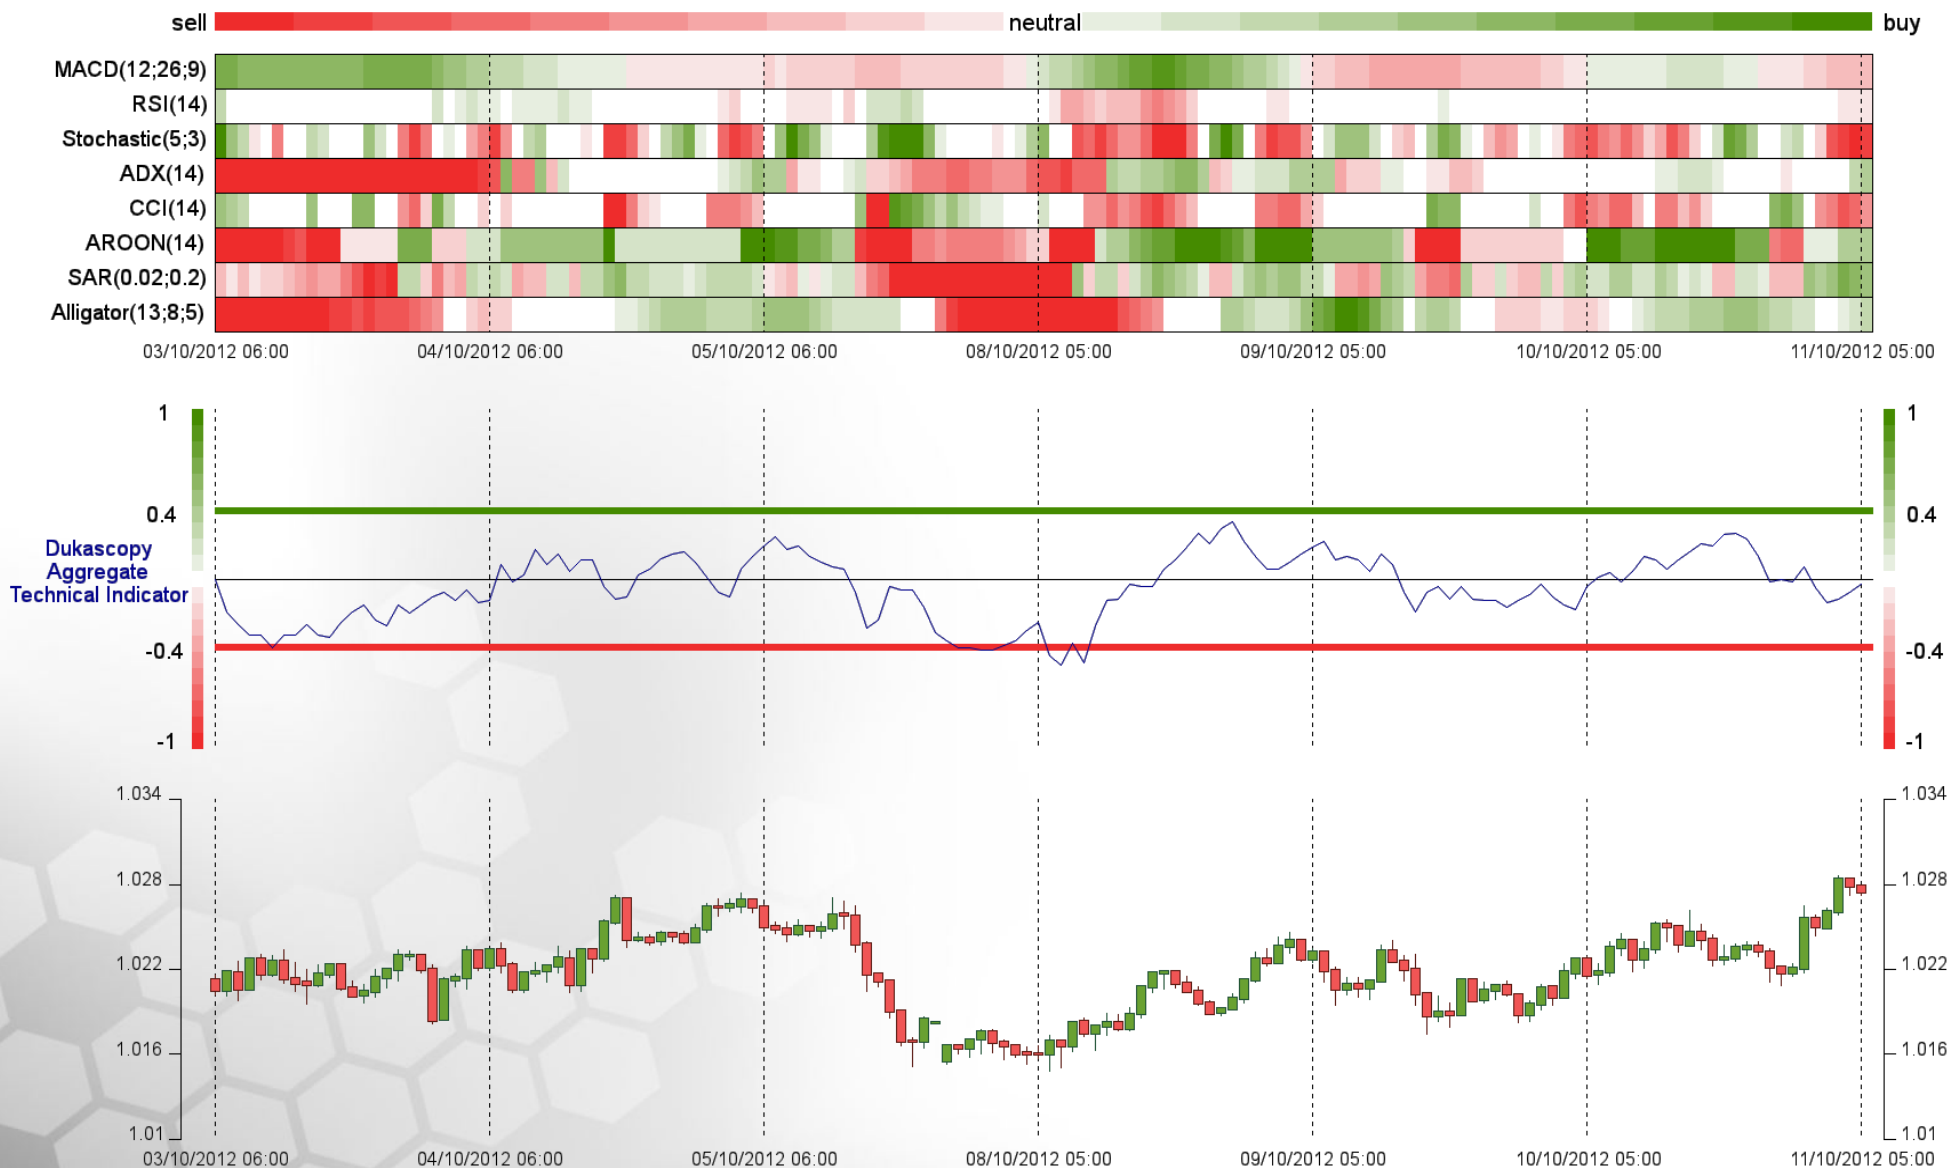 sell neutral buy
MACD(12;26;9)
RSI(14)
Stochastic(5;3)
ADX(14)
CCI(14)
AROON(14)
SAR(0.02;0.2)
Alligator(13;8;5)
03/10/2012 06:00 04/10/2012 06:00 05/10/2012 06:00 08/10/2012 05:00 09/10/2012 05:00 10/10/2012 05:00 11/10/2012 05:00
1 1
0.4 0.4
Dukascopy
Aggregate
Technical Indicator
-0.4 -0.4
-1 -1
1.034 1.034
1.028 1.028
1.022 1.022
1.016 1.016
1.01 1.01
03/10/2012 06:00 04/10/2012 06:00 05/10/2012 06:00 08/10/2012 05:00 09/10/2012 05:00 10/10/2012 05:00 11/10/2012 05:00